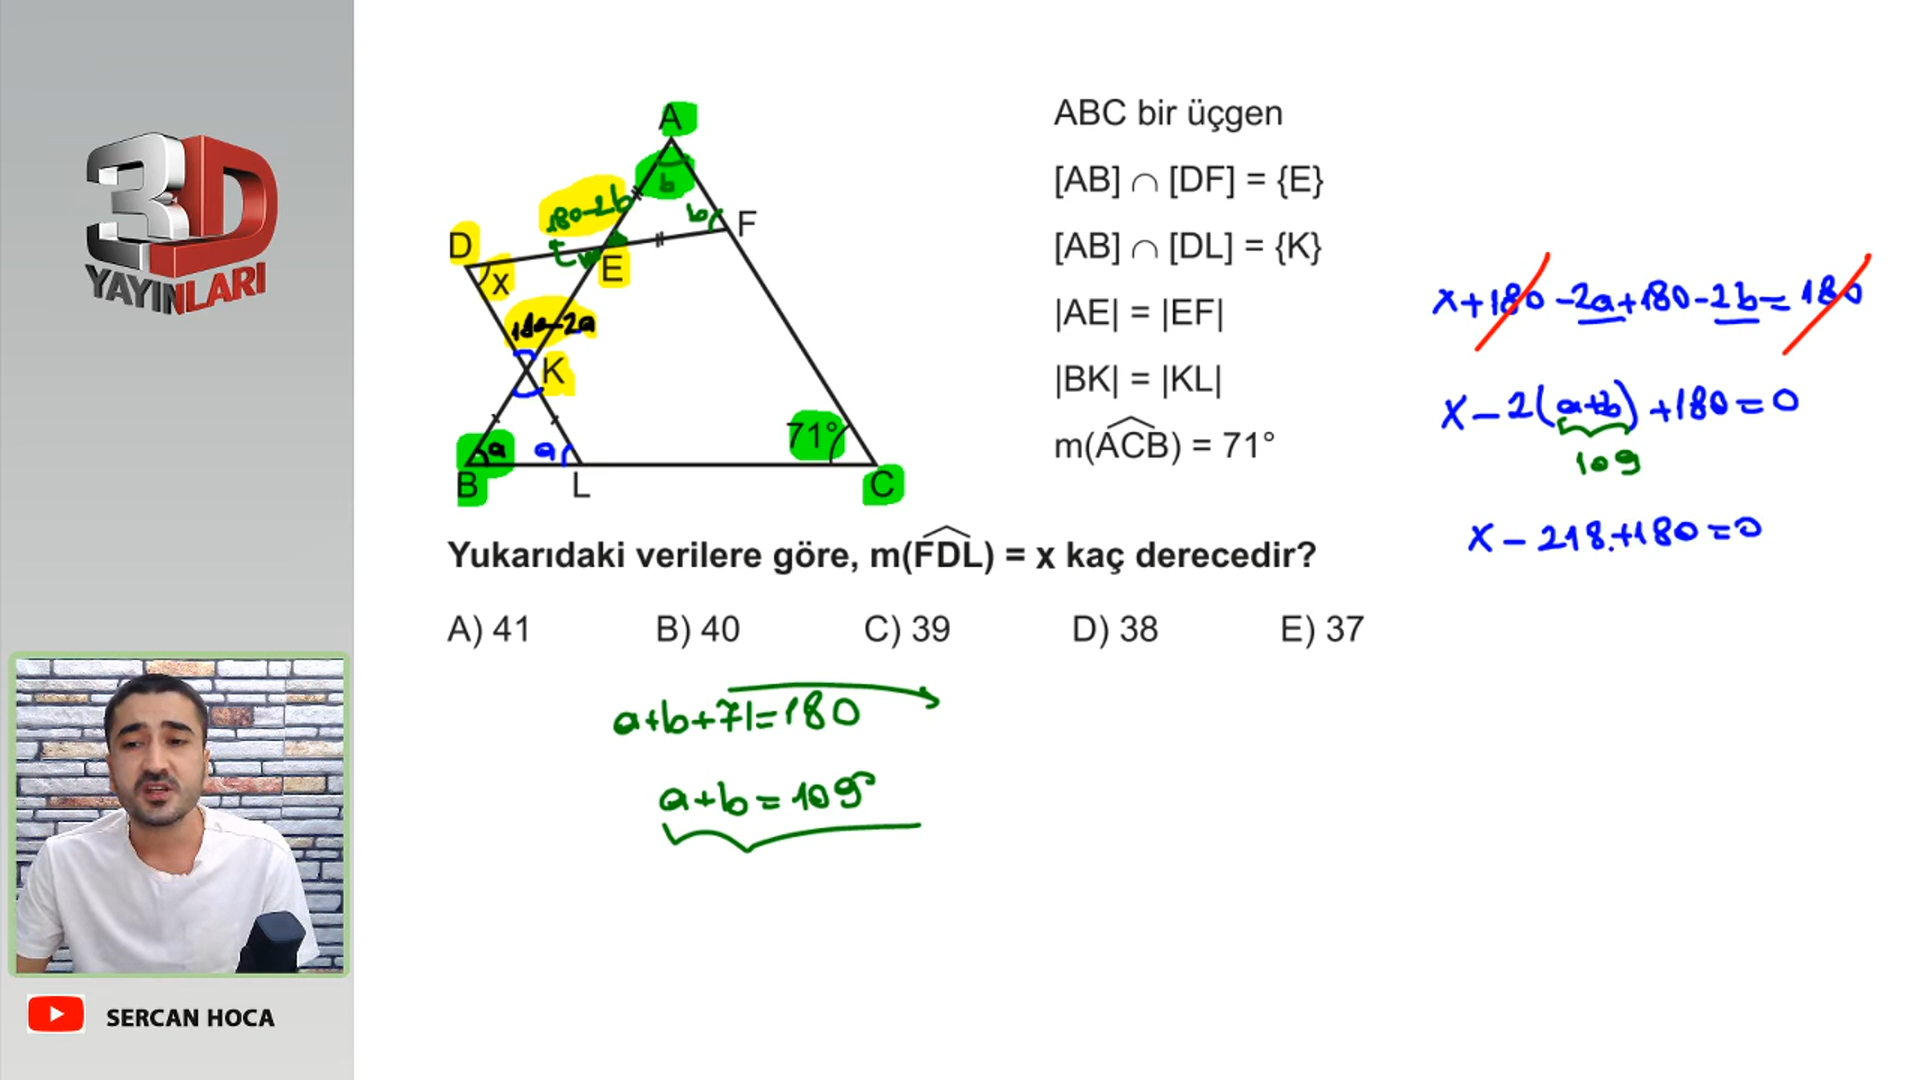 3D
YAYINLARI
A
b
180-2b
b
F
D
t
E
x
180-2a
K
71°
a
a
B
L
C
ABC bir üçgen
[AB] ∩ [DF] = {E}
[AB] ∩ [DL] = {K}
|AE| = |EF|
|BK| = |KL|
m(ACB) = 71°
x+180-2a+180-2b=180
x-2(a+b)+180=0
109
x-218+180=0
Yukarıdaki verilere göre, m(FDL) = x kaç derecedir?
A) 41 B) 40 C) 39 D) 38 E) 37
a+b+71=180
a+b=109°
SERCAN HOCA